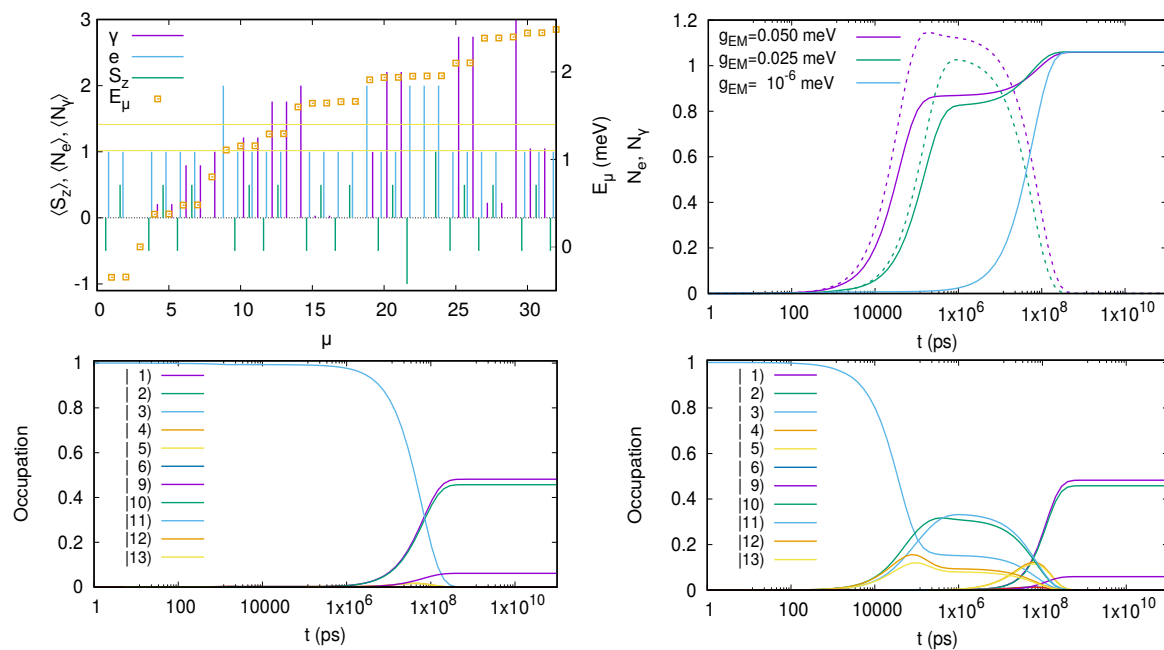 ⟨S_z⟩, ⟨N_e⟩, ⟨N_γ⟩
3
2
1
0
-1
γ
e
S_z
E_μ
0 5 10 15 20 25 30
μ
2
1
0
E_μ (meV)
N_e, N_γ
1.2
1
0.8
0.6
0.4
0.2
0
g_EM=0.050 meV
g_EM=0.025 meV
g_EM= 10^-6 meV
1 100 10000 1x10^6 1x10^8 1x10^10
t (ps)
Occupation
1
0.8
0.6
0.4
0.2
0
| 1)
| 2)
| 3)
| 4)
| 5)
| 6)
| 9)
|10)
|11)
|12)
|13)
1 100 10000 1x10^6 1x10^8 1x10^10
t (ps)
Occupation
1
0.8
0.6
0.4
0.2
0
| 1)
| 2)
| 3)
| 4)
| 5)
| 6)
| 9)
|10)
|11)
|12)
|13)
1 100 10000 1x10^6 1x10^8 1x10^10
t (ps)